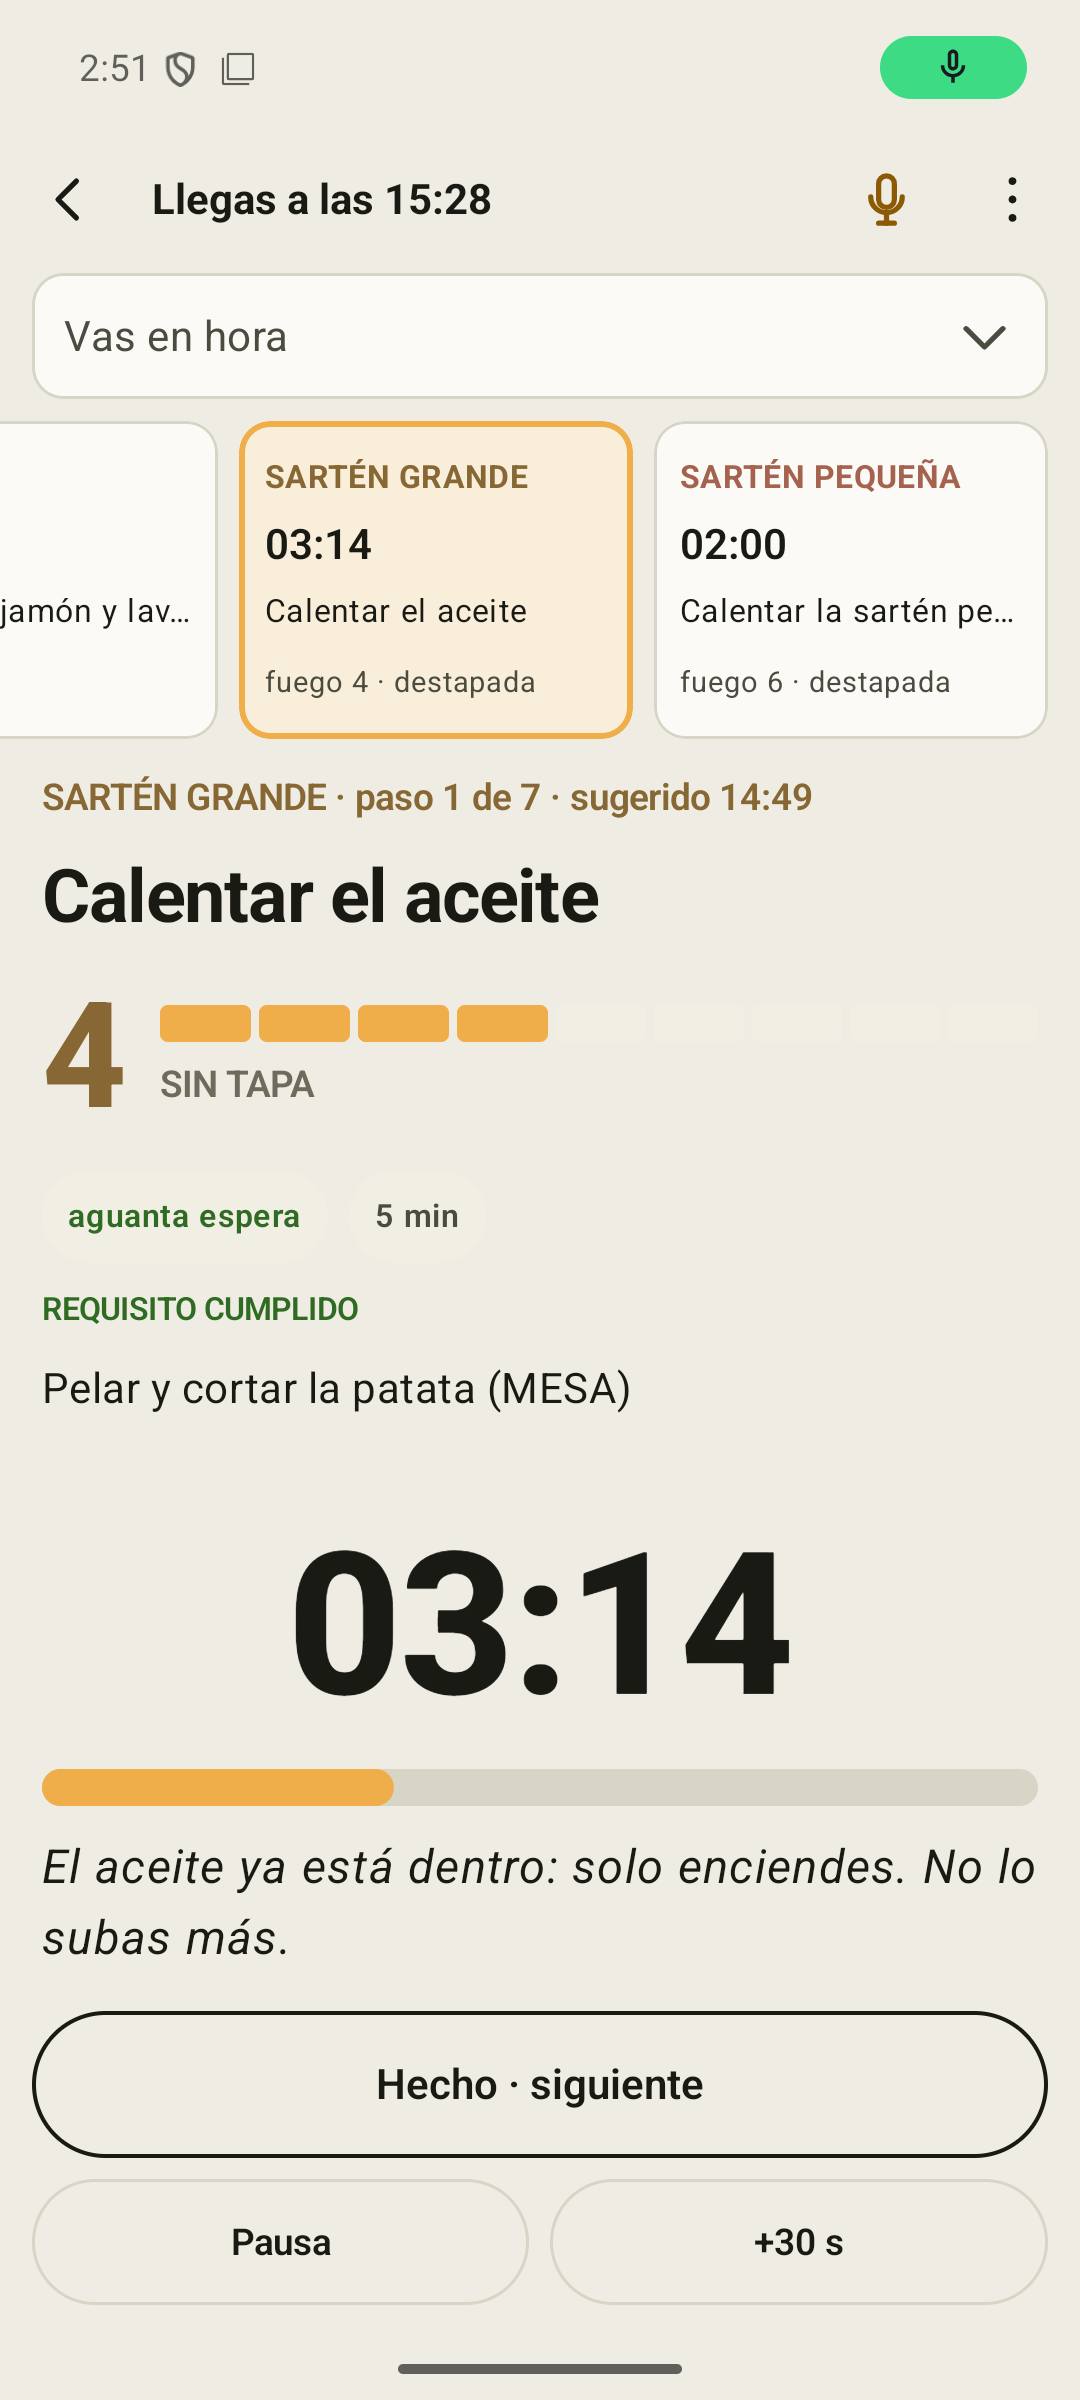 2:51
Llegas a las 15:28
Vas en hora
jamón y lav...
SARTÉN GRANDE
03:14
Calentar el aceite
fuego 4 · destapada
SARTÉN PEQUEÑA
02:00
Calentar la sartén pe...
fuego 6 · destapada
SARTÉN GRANDE · paso 1 de 7 · sugerido 14:49
Calentar el aceite
4
SIN TAPA
aguanta espera
5 min
REQUISITO CUMPLIDO
Pelar y cortar la patata (MESA)
03:14
El aceite ya está dentro: solo enciendes. No lo
subas más.
Hecho · siguiente
Pausa
+30 s